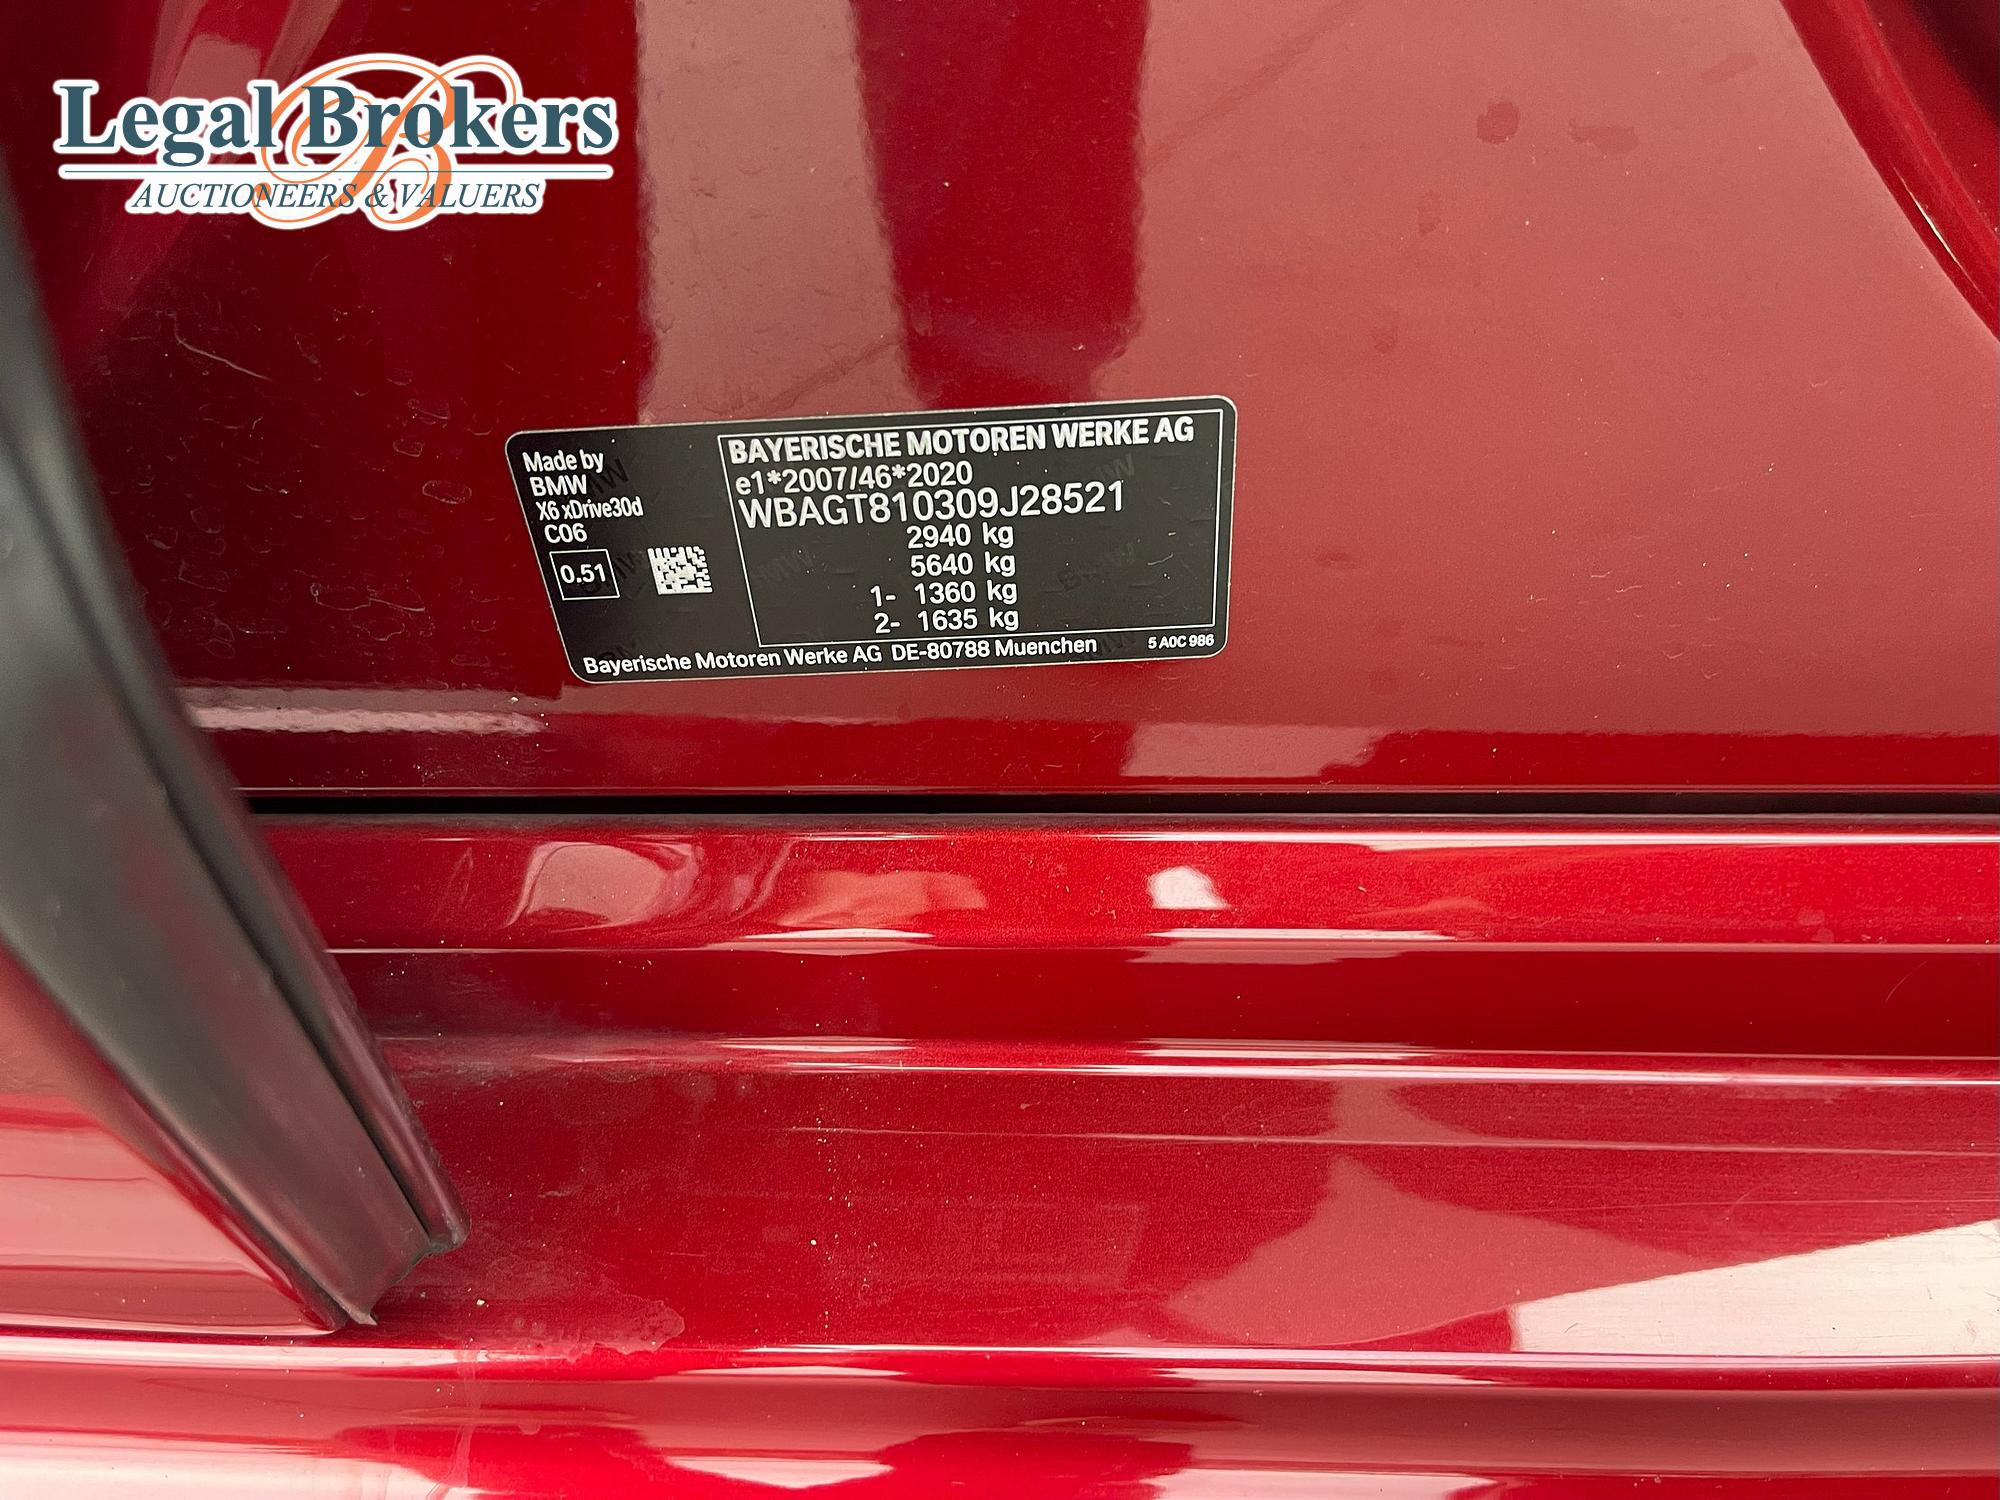 Legal Brokers
AUCTIONEERS & VALUERS
Made by
BMW
X6 xDrive30d
C06
0.51
BAYERISCHE MOTOREN WERKE AG
e1*2007/46*2020
WBAGT810309J28521
2940 kg
5640 kg
1- 1360 kg
2- 1635 kg
Bayerische Motoren Werke AG DE-80788 Muenchen
5 A0C 986